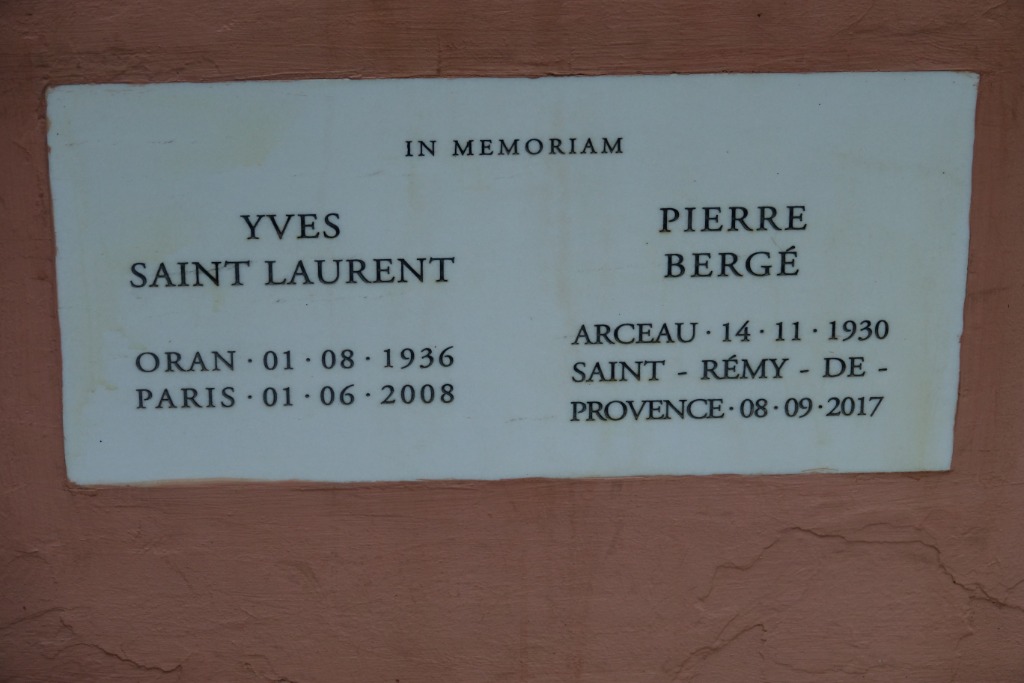 IN MEMORIAM
YVES
SAINT LAURENT
ORAN · 01 · 08 · 1936
PARIS · 01 · 06 · 2008
PIERRE
BERGÉ
ARCEAU · 14 · 11 · 1930
SAINT - RÉMY - DE -
PROVENCE · 08 · 09 · 2017